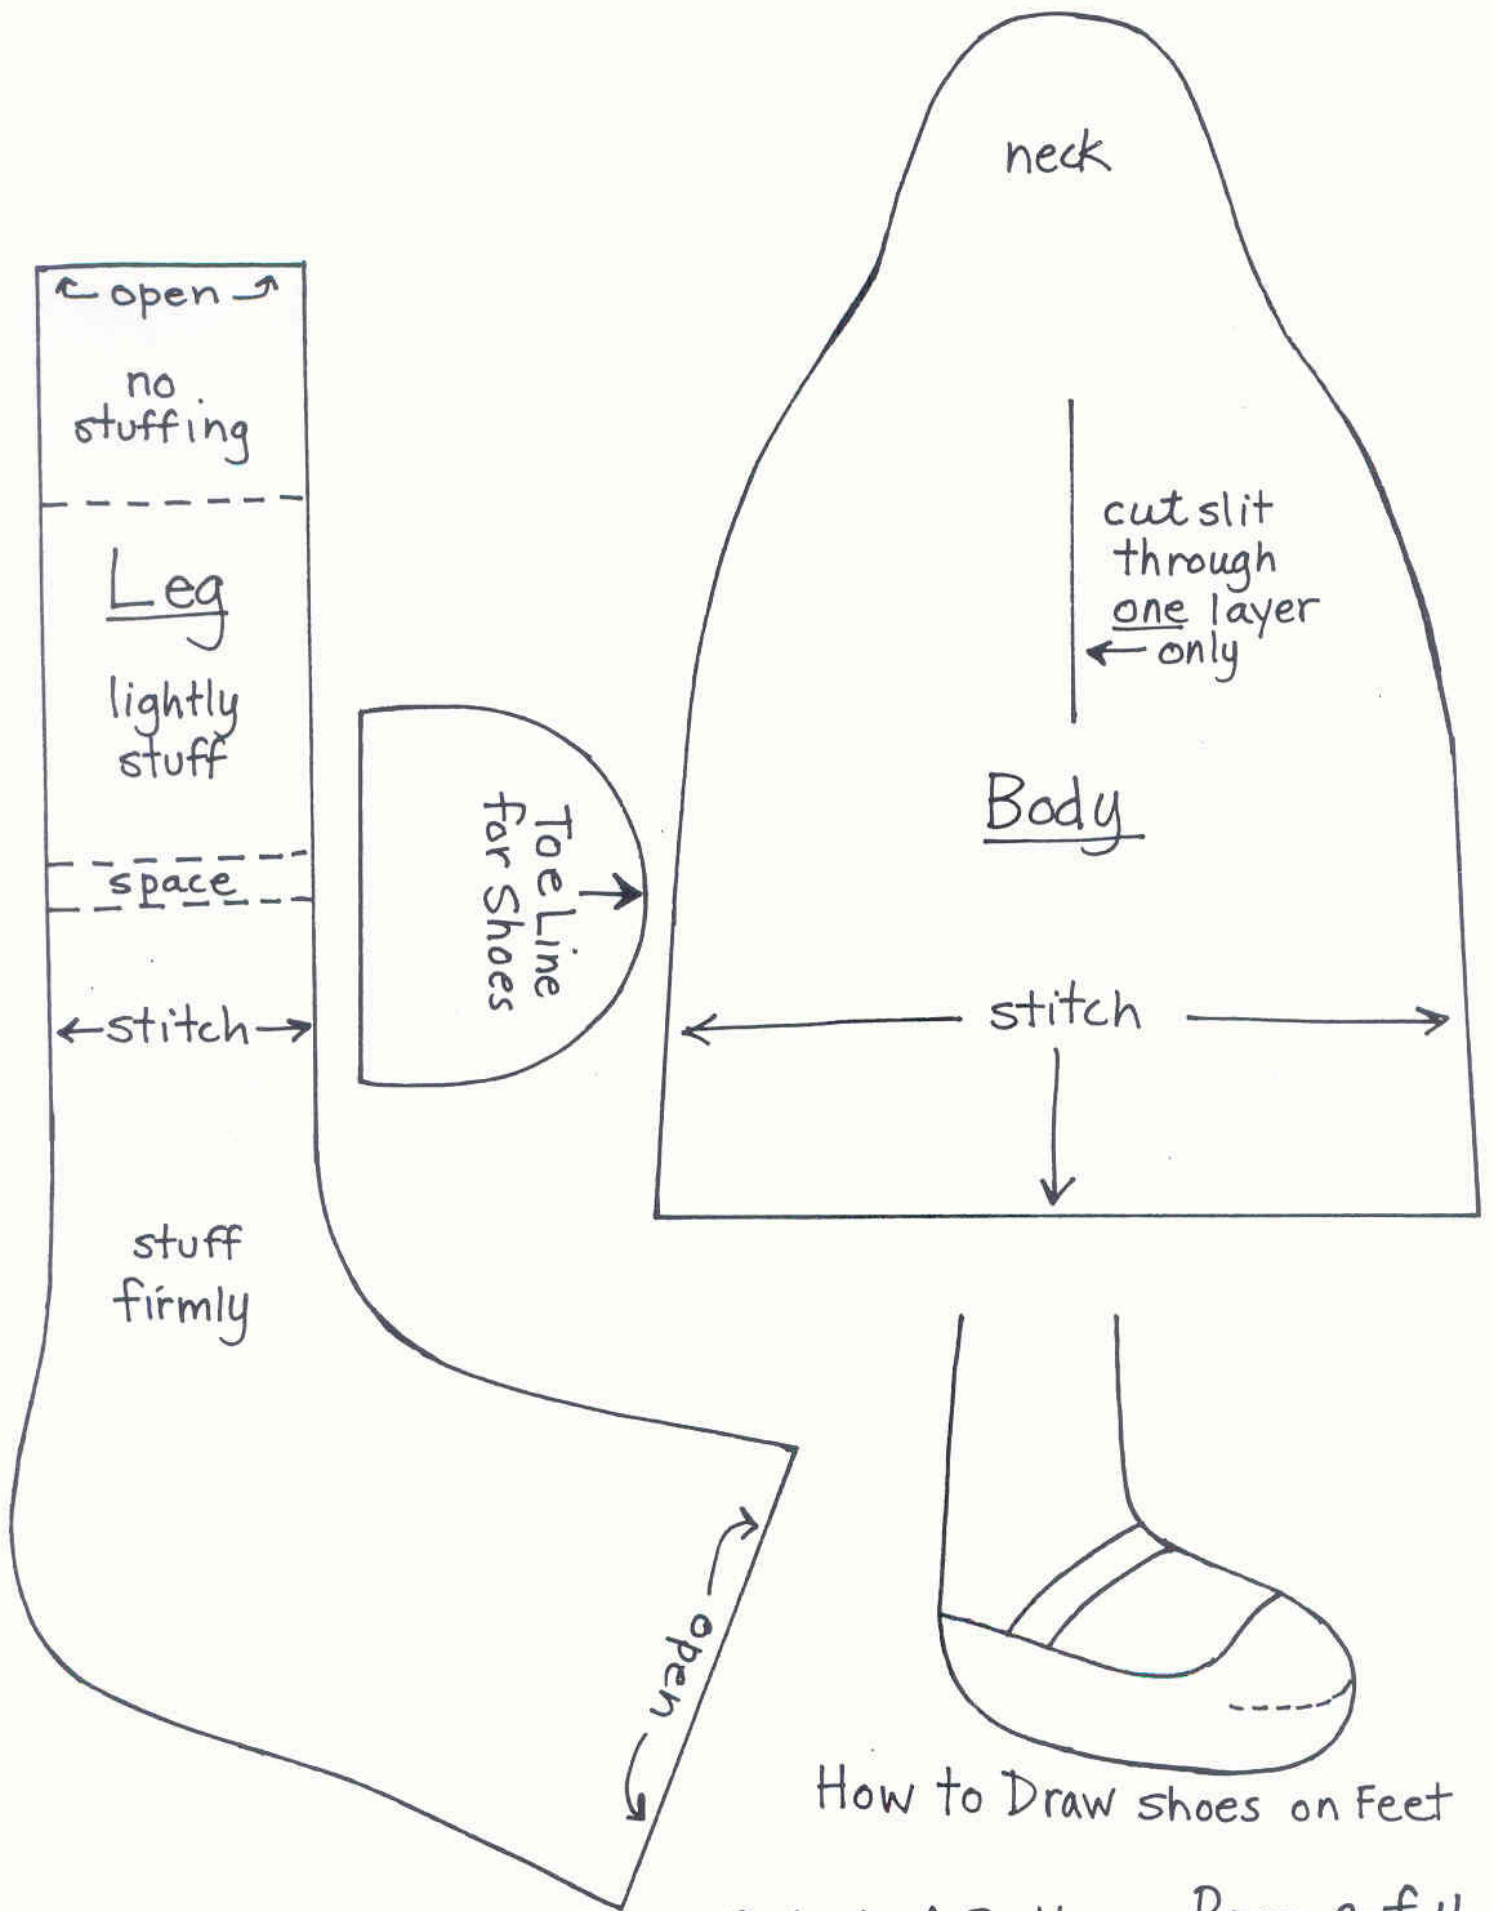 neck
open
no
stuffing
Leg
lightly
stuff
space
stitch
stuff
firmly
open
Toe Line
for Shoes
cut slit
through
one layer
only
Body
stitch
How to Draw shoes on Feet